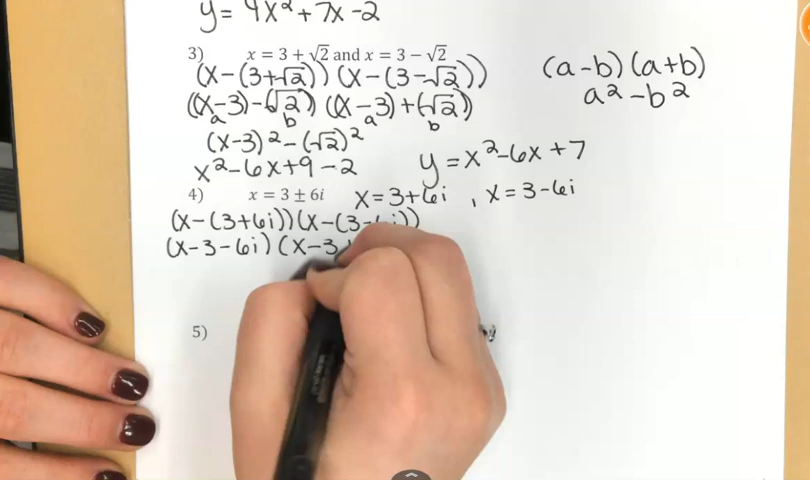 y = 4x² + 7x - 2
3) x = 3 + √2 and x = 3 − √2
(x-(3+√2)) (x-(3-√2))
(a-b)(a+b)
a² - b²
((x-3)-(√2)) ((x-3)+(√2))
a b a b
(x-3)² - (√2)²
x² - 6x + 9 - 2
y = x² - 6x + 7
4) x = 3 ± 6i x = 3+6i , x = 3-6i
(x-(3+6i))(x-(3-6i))
(x-3-6i)(x-3
5)